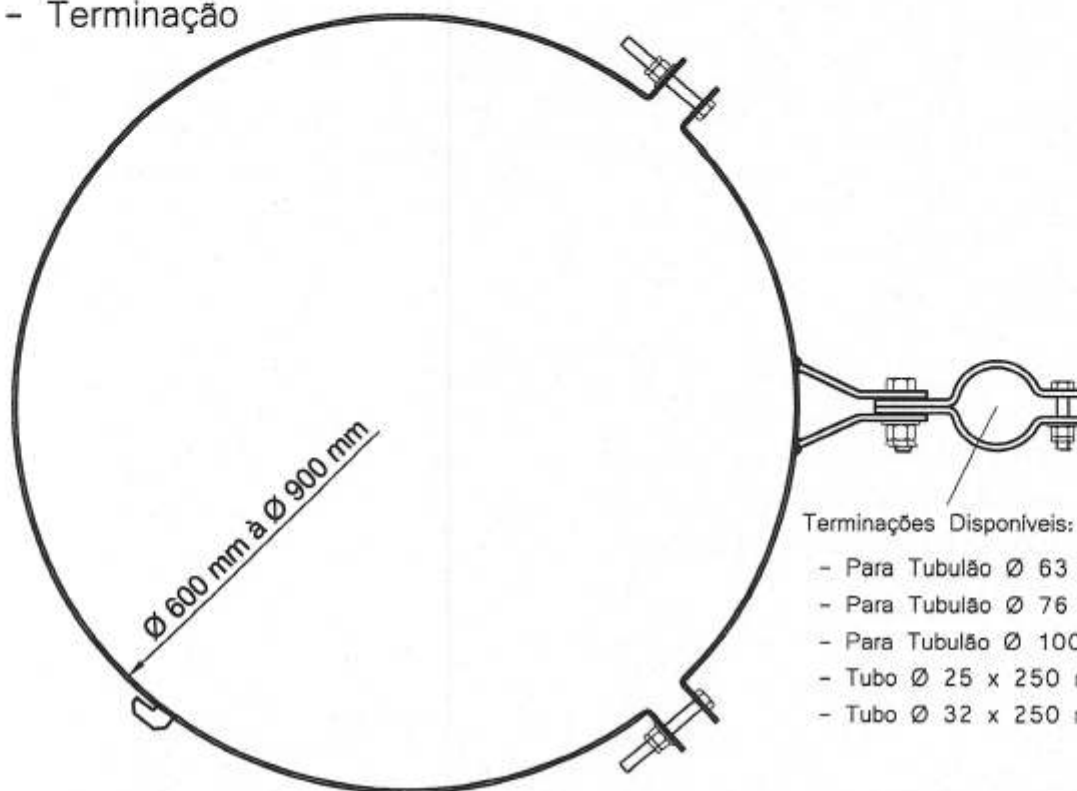 - Terminação
Ø 600 mm à Ø 900 mm
Terminações Disponíveis:
- Para Tubulão Ø 63
- Para Tubulão Ø 76
- Para Tubulão Ø 100
- Tubo Ø 25 x 250
- Tubo Ø 32 x 250